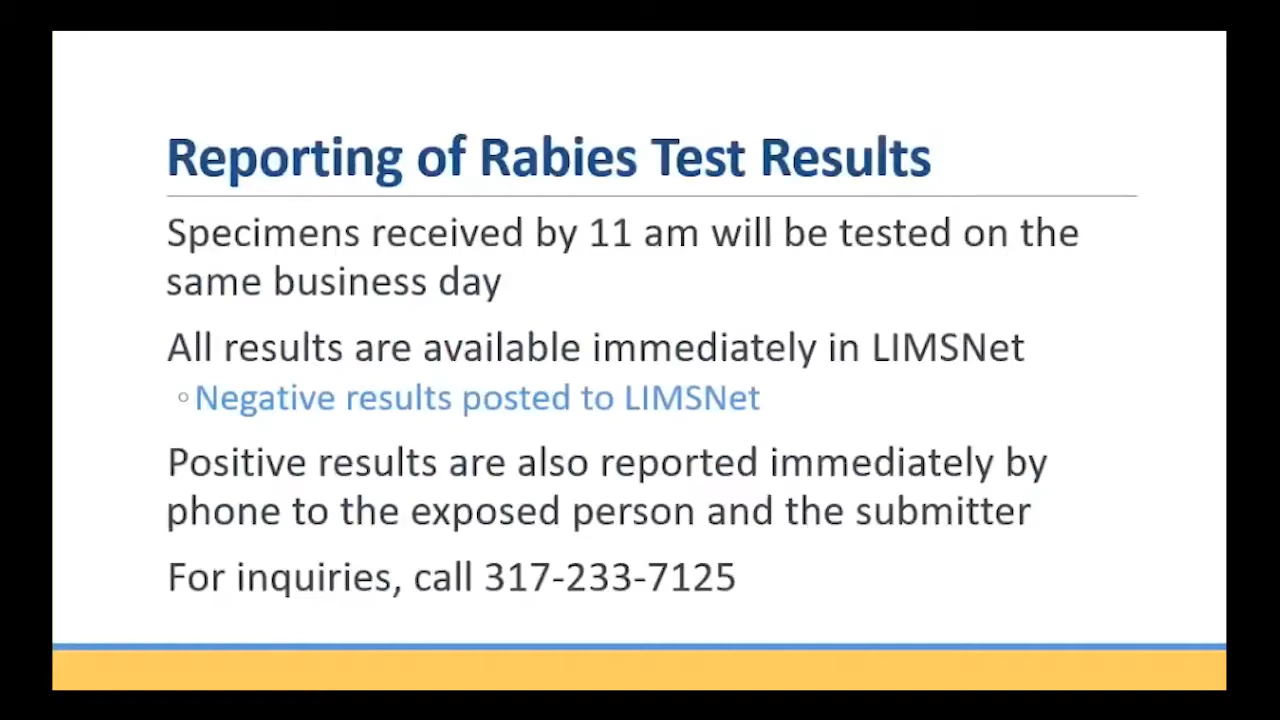 Reporting of Rabies Test Results
Specimens received by 11 am will be tested on the
same business day
All results are available immediately in LIMSNet
◦ Negative results posted to LIMSNet
Positive results are also reported immediately by
phone to the exposed person and the submitter
For inquiries, call 317-233-7125